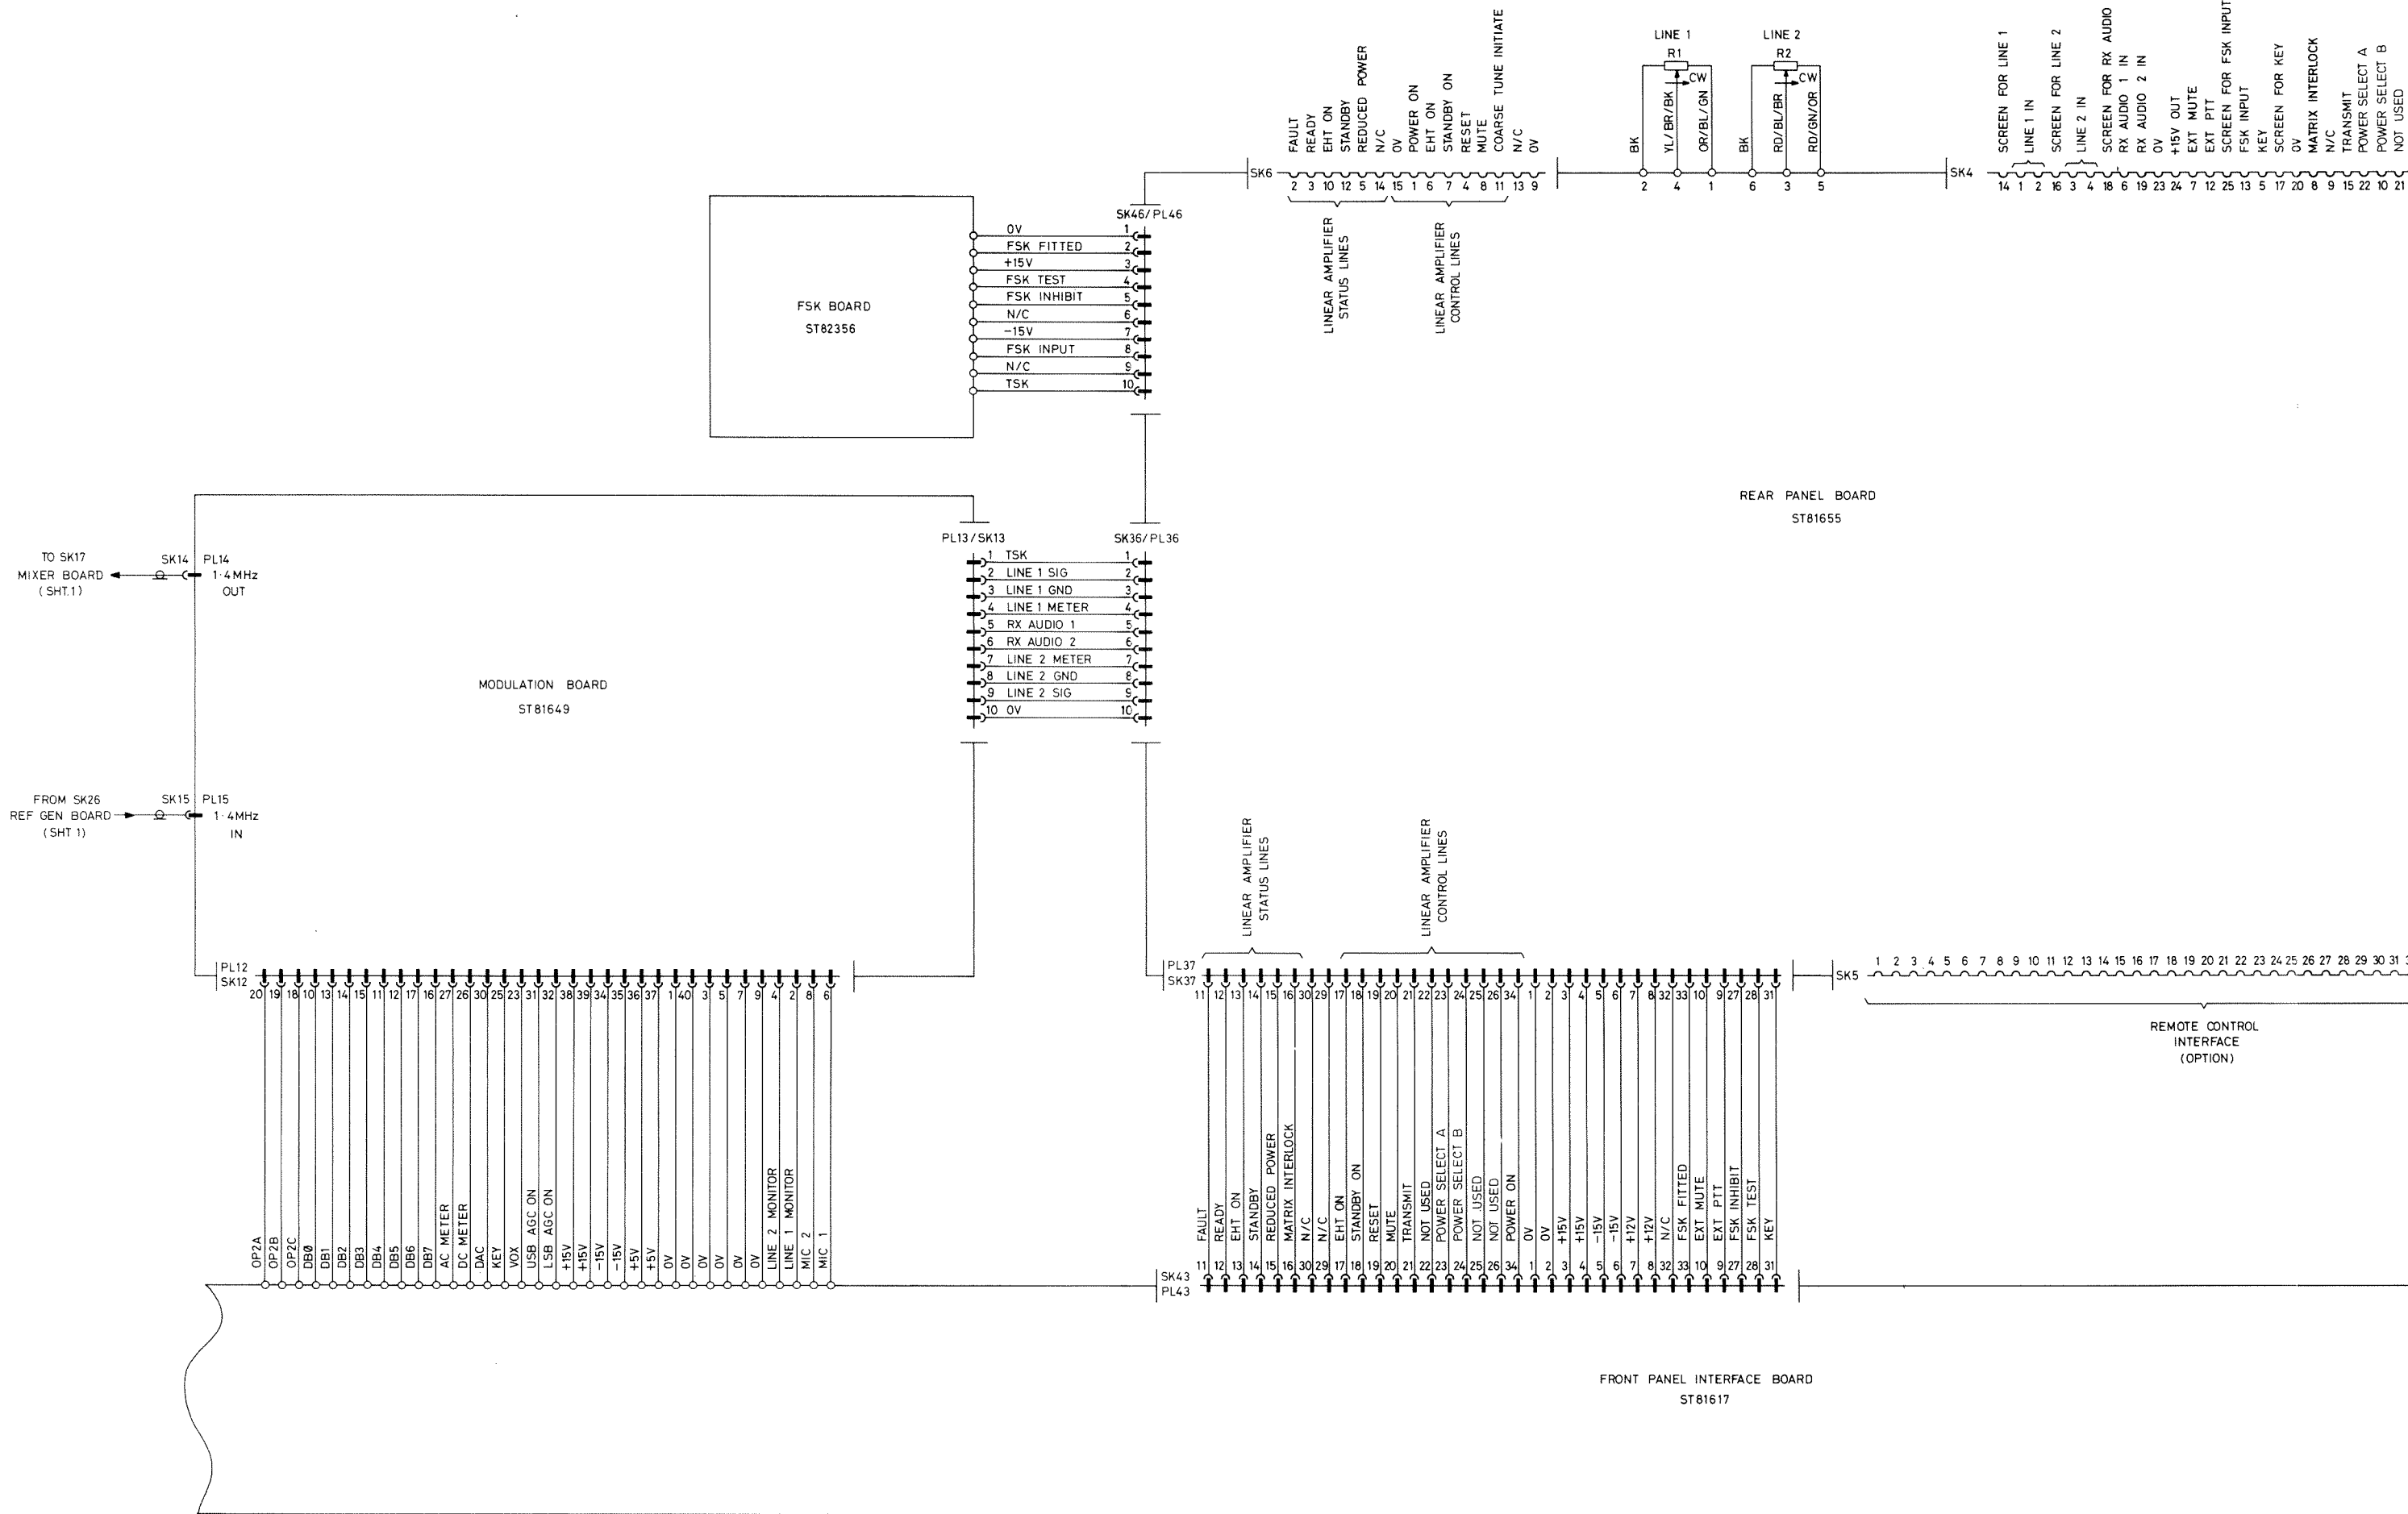 SK6
2 FAULT
3 READY
10 EHT ON
12 STANDBY
5 REDUCED POWER
14 N/C
15 0V
1 POWER ON
6 EHT ON
7 STANDBY ON
4 RESET
8 MUTE
11 COARSE TUNE INITIATE
13 N/C
9 0V
LINEAR AMPLIFIER
STATUS LINES
LINEAR AMPLIFIER
CONTROL LINES
LINE 1
R1
CW
BK
YL/BR/BK
OR/BL/GN
2 4 1
LINE 2
R2
CW
BK
RD/BL/BR
RD/GN/OR
6 3 5
SK4
14 SCREEN FOR LINE 1
1 2 LINE 1 IN
16 SCREEN FOR LINE 2
3 4 LINE 2 IN
18 SCREEN FOR RX AUDIO
6 RX AUDIO 1 IN
19 RX AUDIO 2 IN
23 0V
24 +15V OUT
7 EXT MUTE
12 EXT PTT
25 SCREEN FOR FSK INPUT
13 FSK INPUT
5 KEY
17 SCREEN FOR KEY
20 0V
8 MATRIX INTERLOCK
9 N/C
15 TRANSMIT
22 POWER SELECT A
10 POWER SELECT B
21 NOT USED
FSK BOARD
ST82356
SK46/PL46
0V 1
FSK FITTED 2
+15V 3
FSK TEST 4
FSK INHIBIT 5
N/C 6
-15V 7
FSK INPUT 8
N/C 9
TSK 10
REAR PANEL BOARD
ST81655
TO SK17
MIXER BOARD
(SHT.1)
SK14 PL14
1·4MHz
OUT
MODULATION BOARD
ST81649
PL13/SK13
SK36/PL36
1 TSK 1
2 LINE 1 SIG 2
3 LINE 1 GND 3
4 LINE 1 METER 4
5 RX AUDIO 1 5
6 RX AUDIO 2 6
7 LINE 2 METER 7
8 LINE 2 GND 8
9 LINE 2 SIG 9
10 0V 10
FROM SK26
REF GEN BOARD
(SHT 1)
SK15 PL15
1·4MHz
IN
PL12
SK12
20 OP2A
19 OP2B
18 OP2C
10 DB0
13 DB1
14 DB2
15 DB3
11 DB4
12 DB5
17 DB6
16 DB7
27 AC METER
26 DC METER
30 DAC
25 KEY
23 VOX
31 USB AGC ON
32 LSB AGC ON
38 +15V
39 +15V
34 -15V
35 -15V
36 +5V
37 +5V
1 0V
40 0V
3 0V
5 0V
7 0V
9 0V
4 LINE 2 MONITOR
2 LINE 1 MONITOR
8 MIC 2
6 MIC 1
LINEAR AMPLIFIER
STATUS LINES
LINEAR AMPLIFIER
CONTROL LINES
PL37
SK37
11 FAULT 11
12 READY 12
13 EHT ON 13
14 STANDBY 14
15 REDUCED POWER 15
16 MATRIX INTERLOCK 16
30 N/C 30
29 N/C 29
17 EHT ON 17
18 STANDBY ON 18
19 RESET 19
20 MUTE 20
21 TRANSMIT 21
22 NOT USED 22
23 POWER SELECT A 23
24 POWER SELECT B 24
25 NOT USED 25
26 NOT USED 26
34 POWER ON 34
1 0V 1
2 0V 2
3 +15V 3
4 +15V 4
5 -15V 5
6 -15V 6
7 +12V 7
8 +12V 8
32 N/C 32
33 FSK FITTED 33
10 EXT MUTE 10
9 EXT PTT 9
27 FSK INHIBIT 27
28 FSK TEST 28
31 KEY 31
SK43
PL43
SK5
1 2 3 4 5 6 7 8 9 10 11 12 13 14 15 16 17 18 19 20 21 22 23 24 25 26 27 28 29 30 31
REMOTE CONTROL
INTERFACE
(OPTION)
FRONT PANEL INTERFACE BOARD
ST81617